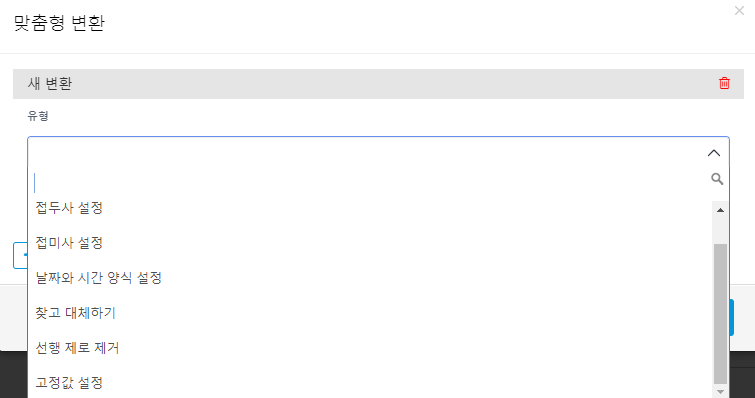 맞춤형 변환
새 변환
유형
접두사 설정
접미사 설정
날짜와 시간 양식 설정
찾고 대체하기
선행 제로 제거
고정값 설정